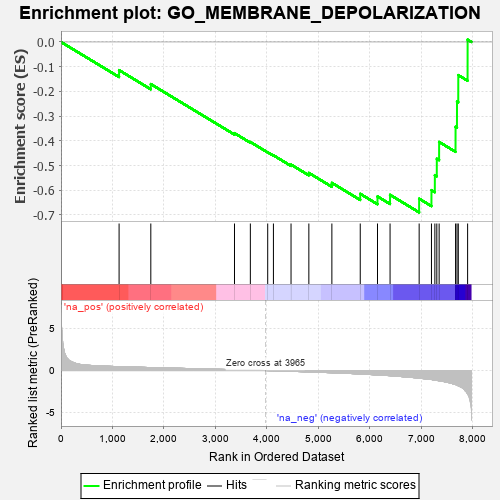 Enrichment plot: GO_MEMBRANE_DEPOLARIZATION
Enrichment score (ES)
0.0
-0.1
-0.2
-0.3
-0.4
-0.5
-0.6
-0.7
'na_pos' (positively correlated)
Ranked list metric (PreRanked)
5
0
-5
Zero cross at 3965
'na_neg' (negatively correlated)
0 1,000 2,000 3,000 4,000 5,000 6,000 7,000 8,000
Rank in Ordered Dataset
Enrichment profile Hits Ranking metric scores